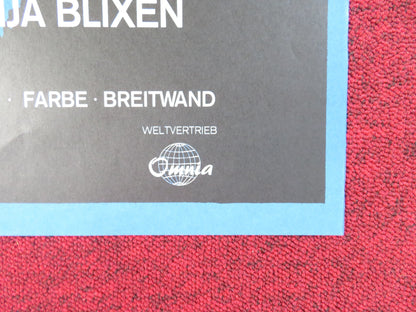 JA BLIXEN
· FARBE · BREITWAND
WELTVERTRIEB
Omnia